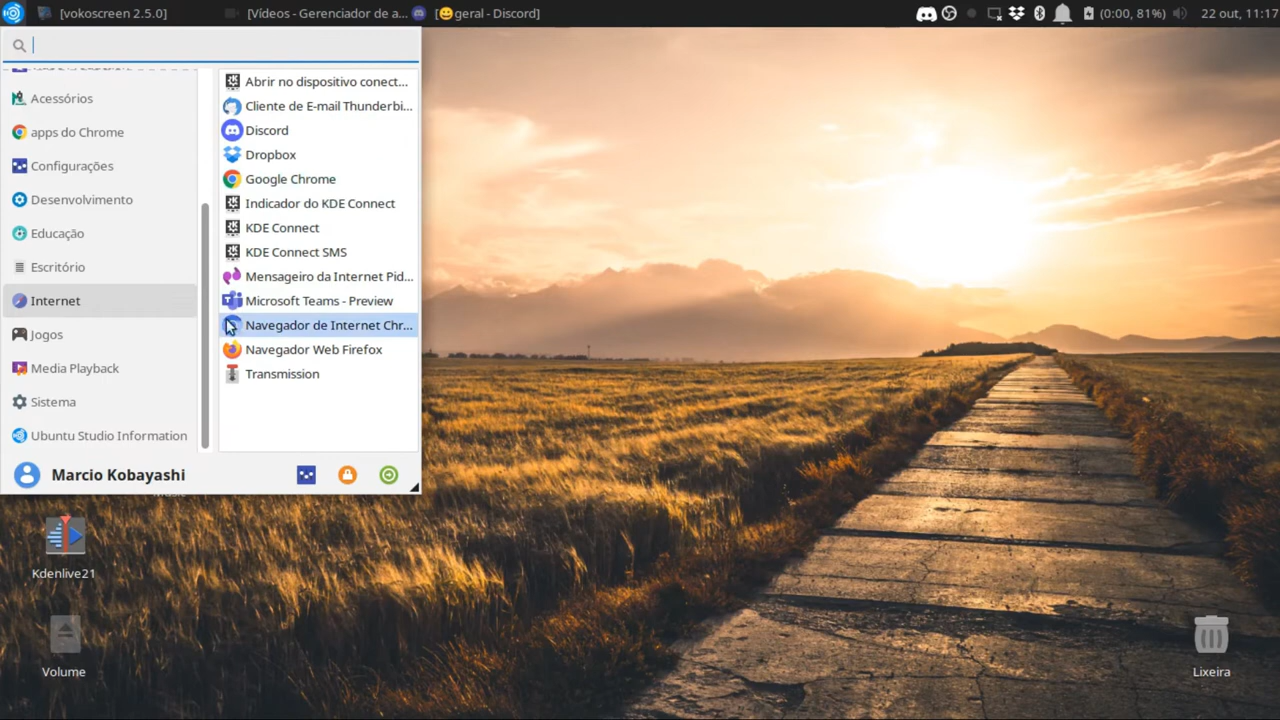 [vokoscreen 2.5.0]
[Vídeos - Gerenciador de a...
[😀geral - Discord]
(0:00, 81%)
22 out, 11:17
Acessórios
apps do Chrome
Configurações
Desenvolvimento
Educação
Escritório
Internet
Jogos
Media Playback
Sistema
Ubuntu Studio Information
Abrir no dispositivo conect...
Cliente de E-mail Thunderbi...
Discord
Dropbox
Google Chrome
Indicador do KDE Connect
KDE Connect
KDE Connect SMS
Mensageiro da Internet Pid...
Microsoft Teams - Preview
Navegador de Internet Chr...
Navegador Web Firefox
Transmission
Marcio Kobayashi
Kdenlive21
Volume
Lixeira